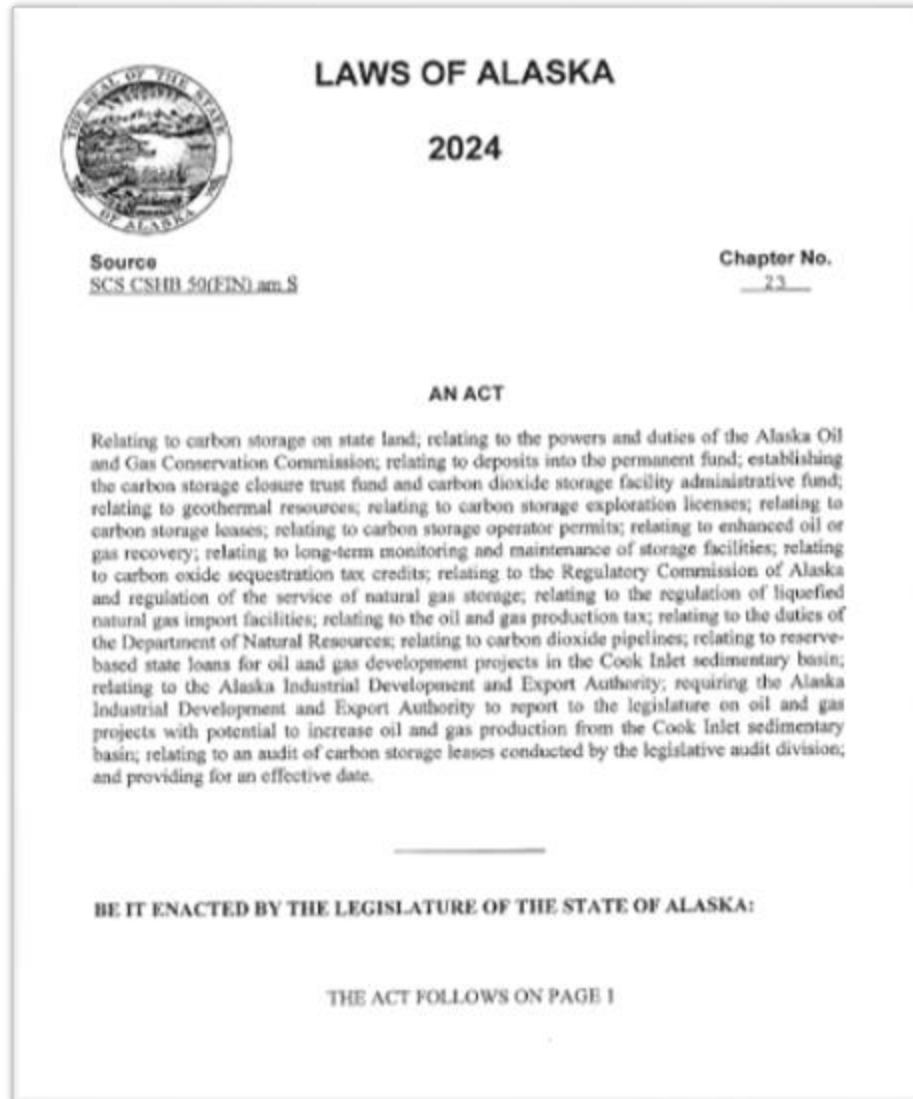 LAWS OF ALASKA
2024
THE SEAL OF THE STATE
OF ALASKA
Source
SCS CSHB 50(FIN) am S
Chapter No.
23
AN ACT
Relating to carbon storage on state land; relating to the powers and duties of the Alaska Oil
and Gas Conservation Commission; relating to deposits into the permanent fund; establishing
the carbon storage closure trust fund and carbon dioxide storage facility administrative fund;
relating to geothermal resources; relating to carbon storage exploration licenses; relating to
carbon storage leases; relating to carbon storage operator permits; relating to enhanced oil or
gas recovery; relating to long-term monitoring and maintenance of storage facilities; relating
to carbon oxide sequestration tax credits; relating to the Regulatory Commission of Alaska
and regulation of the service of natural gas storage; relating to the regulation of liquefied
natural gas import facilities; relating to the oil and gas production tax; relating to the duties of
the Department of Natural Resources; relating to carbon dioxide pipelines; relating to reserve-
based state loans for oil and gas development projects in the Cook Inlet sedimentary basin;
relating to the Alaska Industrial Development and Export Authority; requiring the Alaska
Industrial Development and Export Authority to report to the legislature on oil and gas
projects with potential to increase oil and gas production from the Cook Inlet sedimentary
basin; relating to an audit of carbon storage leases conducted by the legislative audit division;
and providing for an effective date.
BE IT ENACTED BY THE LEGISLATURE OF THE STATE OF ALASKA:
THE ACT FOLLOWS ON PAGE 1